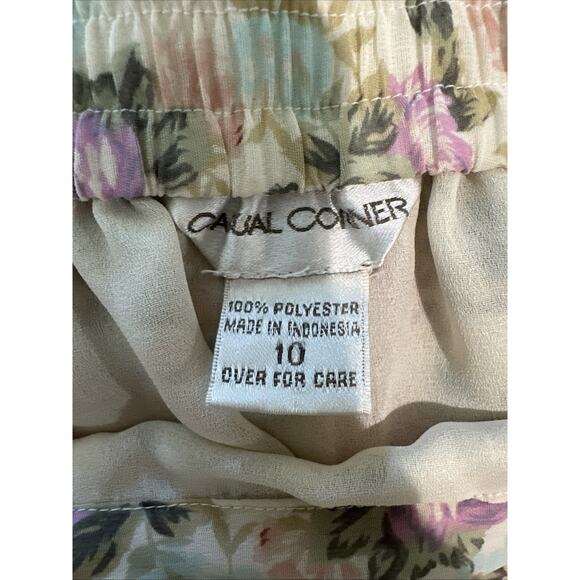 CASUAL CORNER
100% POLYESTER
MADE IN INDONESIA
10
OVER FOR CARE